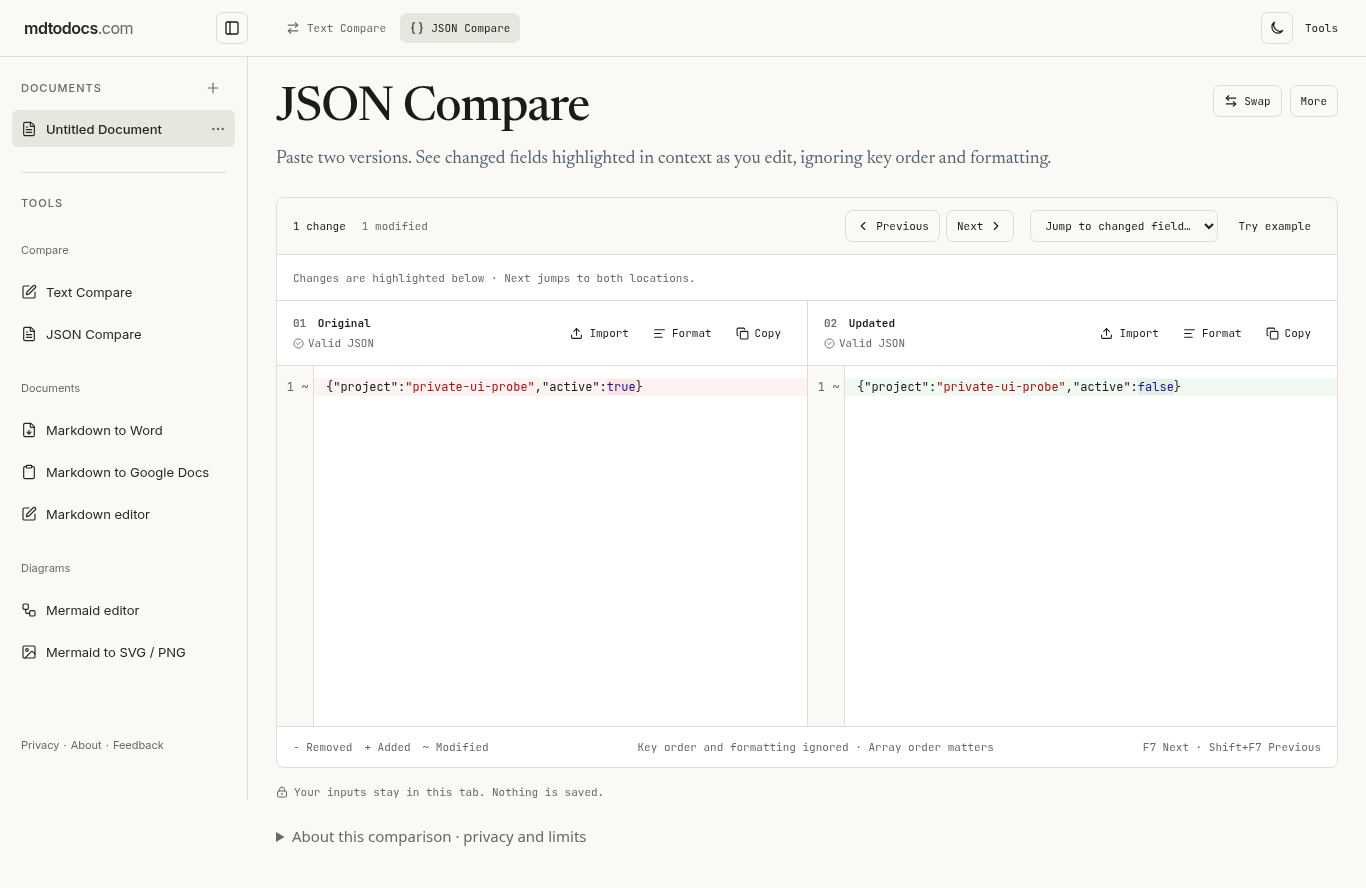 mdtodocs.com
Text Compare
{} JSON Compare
Tools
DOCUMENTS
Untitled Document
TOOLS
Compare
Text Compare
JSON Compare
Documents
Markdown to Word
Markdown to Google Docs
Markdown editor
Diagrams
Mermaid editor
Mermaid to SVG / PNG
Privacy · About · Feedback
JSON Compare
Swap
More
Paste two versions. See changed fields highlighted in context as you edit, ignoring key order and formatting.
1 change 1 modified
Previous
Next
Jump to changed field…
Try example
Changes are highlighted below · Next jumps to both locations.
01 Original
Valid JSON
Import
Format
Copy
1 ~ {"project":"private-ui-probe","active":true}
02 Updated
Valid JSON
Import
Format
Copy
1 ~ {"project":"private-ui-probe","active":false}
- Removed + Added ~ Modified
Key order and formatting ignored · Array order matters
F7 Next · Shift+F7 Previous
Your inputs stay in this tab. Nothing is saved.
About this comparison · privacy and limits